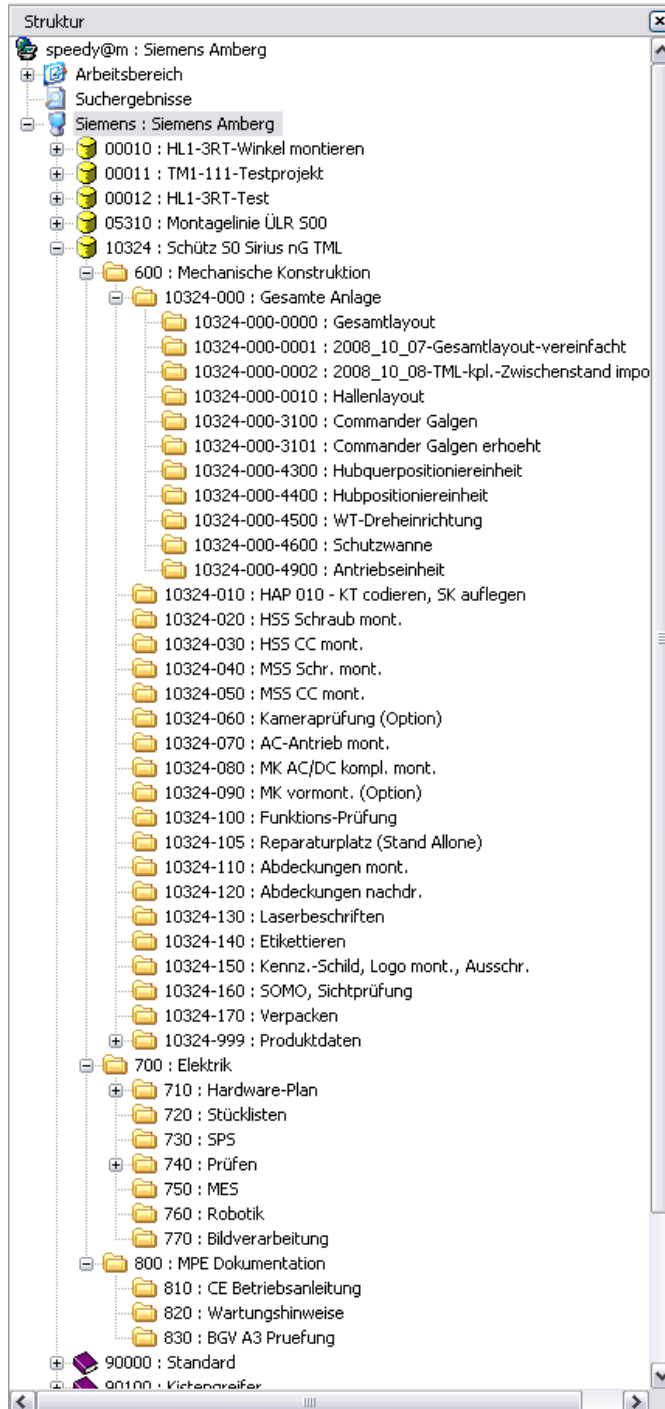 Struktur
speedy@m : Siemens Amberg
Arbeitsbereich
Suchergebnisse
Siemens : Siemens Amberg
00010 : HL1-3RT-Winkel montieren
00011 : TM1-111-Testprojekt
00012 : HL1-3RT-Test
05310 : Montagelinie ÜLR S00
10324 : Schütz S0 Sirius nG TML
600 : Mechanische Konstruktion
10324-000 : Gesamte Anlage
10324-000-0000 : Gesamtlayout
10324-000-0001 : 2008_10_07-Gesamtlayout-vereinfacht
10324-000-0002 : 2008_10_08-TML-kpl.-Zwischenstand impo
10324-000-0010 : Hallenlayout
10324-000-3100 : Commander Galgen
10324-000-3101 : Commander Galgen erhoeht
10324-000-4300 : Hubquerpositioniereinheit
10324-000-4400 : Hubpositioniereinheit
10324-000-4500 : WT-Dreheinrichtung
10324-000-4600 : Schutzwanne
10324-000-4900 : Antriebseinheit
10324-010 : HAP 010 - KT codieren, SK auflegen
10324-020 : HSS Schraub mont.
10324-030 : HSS CC mont.
10324-040 : MSS Schr. mont.
10324-050 : MSS CC mont.
10324-060 : Kameraprüfung (Option)
10324-070 : AC-Antrieb mont.
10324-080 : MK AC/DC kompl. mont.
10324-090 : MK vormont. (Option)
10324-100 : Funktions-Prüfung
10324-105 : Reparaturplatz (Stand Allone)
10324-110 : Abdeckungen mont.
10324-120 : Abdeckungen nachdr.
10324-130 : Laserbeschriften
10324-140 : Etikettieren
10324-150 : Kennz.-Schild, Logo mont., Ausschr.
10324-160 : SOMO, Sichtprüfung
10324-170 : Verpacken
10324-999 : Produktdaten
700 : Elektrik
710 : Hardware-Plan
720 : Stücklisten
730 : SPS
740 : Prüfen
750 : MES
760 : Robotik
770 : Bildverarbeitung
800 : MPE Dokumentation
810 : CE Betriebsanleitung
820 : Wartungshinweise
830 : BGV A3 Pruefung
90000 : Standard
90100 : Kistengreifer